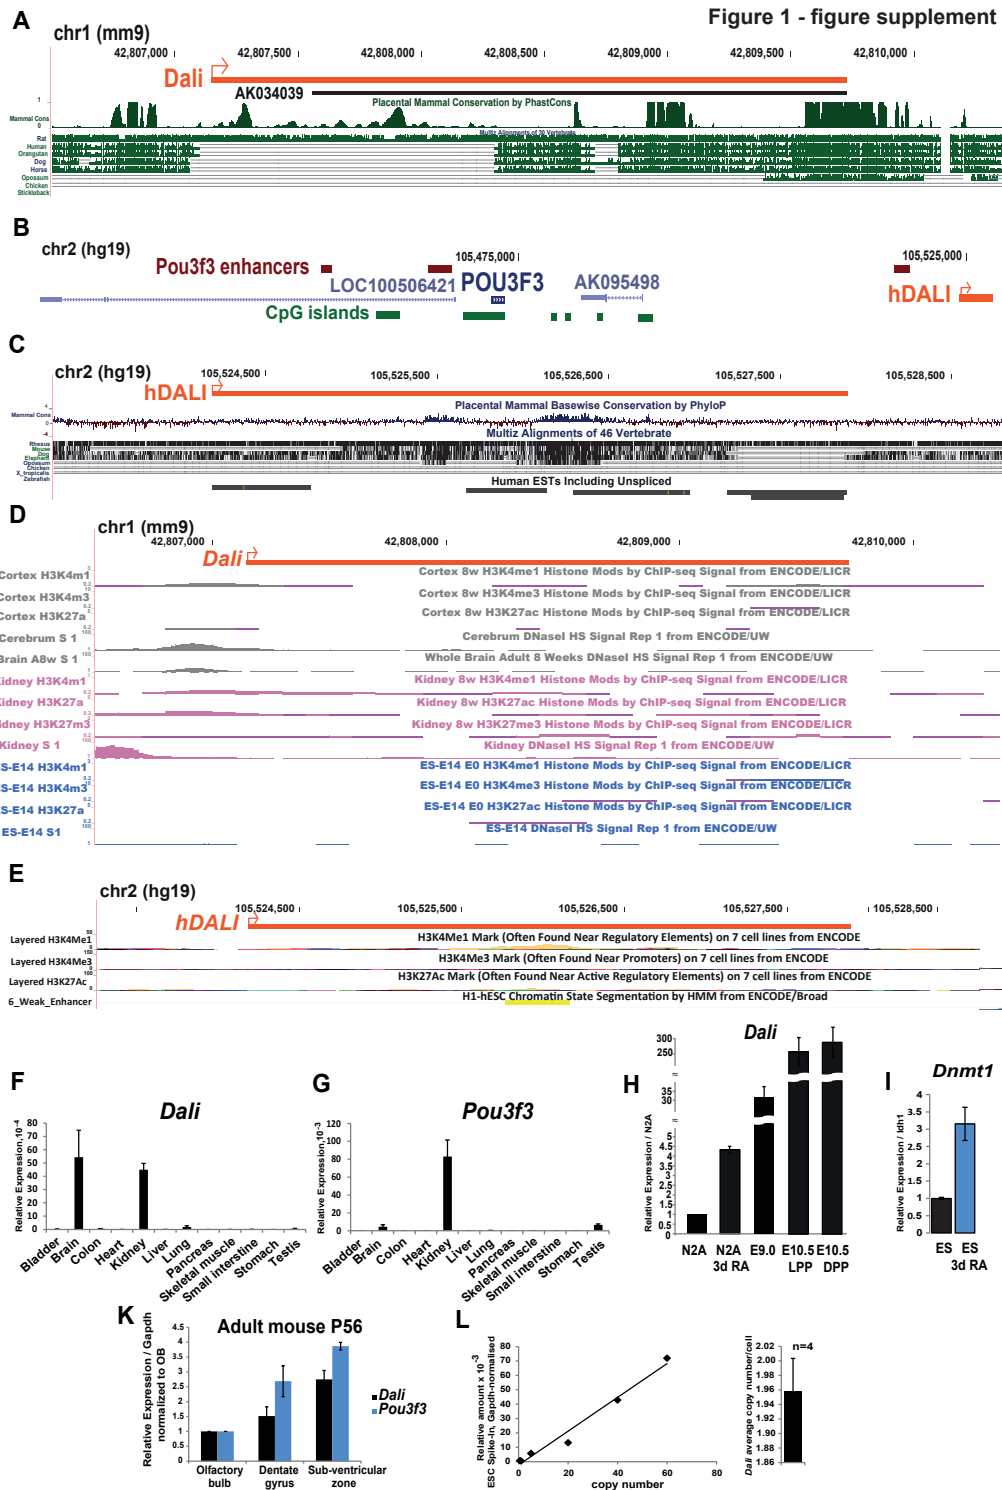 Figure 1 - figure supplement
A
chr1 (mm9)
42,807,000
42,807,500
42,808,000
42,808,500
42,809,000
42,809,500
42,810,000
Dali
AK034039
Placental Mammal Conservation by PhastCons
1
Mammal Cons
0
Multiz Alignments of 30 Vertebrate
Rat
Human
Orangutan
Dog
Horse
Opossum
Chicken
Stickleback
B
chr2 (hg19)
105,475,000
105,525,000
Pou3f3 enhancers
LOC100506421
POU3F3
AK095498
hDALI
CpG islands
C
chr2 (hg19)
105,524,500
105,525,500
105,526,500
105,527,500
105,528,500
hDALI
Placental Mammal Basewise Conservation by PhyloP
4
Mammal Cons
0
-4
Multiz Alignments of 46 Vertebrate
Rhesus
Mouse
Dog
Elephant
Opossum
Chicken
X_tropicalis
Zebrafish
Human ESTs Including Unspliced
D
chr1 (mm9)
42,807,000
42,808,000
42,809,000
42,810,000
Dali
Cortex H3K4m1
Cortex 8w H3K4me1 Histone Mods by ChIP-seq Signal from ENCODE/LICR
Cortex H3K4m3
Cortex 8w H3K4me3 Histone Mods by ChIP-seq Signal from ENCODE/LICR
Cortex H3K27a
Cortex 8w H3K27ac Histone Mods by ChIP-seq Signal from ENCODE/LICR
Cerebrum S 1
Cerebrum DNaseI HS Signal Rep 1 from ENCODE/UW
Brain A8w S 1
Whole Brain Adult 8 Weeks DNaseI HS Signal Rep 1 from ENCODE/UW
Kidney H3K4m1
Kidney 8w H3K4me1 Histone Mods by ChIP-seq Signal from ENCODE/LICR
Kidney H3K27a
Kidney 8w H3K27ac Histone Mods by ChIP-seq Signal from ENCODE/LICR
Kidney H3K27m3
Kidney 8w H3K27me3 Histone Mods by ChIP-seq Signal from ENCODE/LICR
Kidney S 1
Kidney DNaseI HS Signal Rep 1 from ENCODE/UW
ES-E14 H3K4m1
ES-E14 E0 H3K4me1 Histone Mods by ChIP-seq Signal from ENCODE/LICR
ES-E14 H3K4m3
ES-E14 E0 H3K4me3 Histone Mods by ChIP-seq Signal from ENCODE/LICR
ES-E14 H3K27a
ES-E14 E0 H3K27ac Histone Mods by ChIP-seq Signal from ENCODE/LICR
ES-E14 S1
ES-E14 DNaseI HS Signal Rep 1 from ENCODE/UW
E
chr2 (hg19)
105,524,500
105,525,500
105,526,500
105,527,500
105,528,500
hDALI
50
Layered H3K4Me1
0
H3K4Me1 Mark (Often Found Near Regulatory Elements) on 7 cell lines from ENCODE
150
Layered H3K4Me3
0
H3K4Me3 Mark (Often Found Near Promoters) on 7 cell lines from ENCODE
100
Layered H3K27Ac
0
H3K27Ac Mark (Often Found Near Active Regulatory Elements) on 7 cell lines from ENCODE
6_Weak_Enhancer
H1-hESC Chromatin State Segmentation by HMM from ENCODE/Broad
F
Dali
Relative Expression, 10⁻⁴
80
70
60
50
40
30
20
10
0
Bladder
Brain
Colon
Heart
Kidney
Liver
Lung
Pancreas
Skeletal muscle
Small interstine
Stomach
Testis
G
Pou3f3
Relative Expression, 10⁻³
120
100
80
60
40
20
0
Bladder
Brain
Colon
Heart
Kidney
Liver
Lung
Pancreas
Skeletal muscle
Small interstine
Stomach
Testis
H
Dali
Relative Expression / N2A
300
250
≈
35
30
≈
5
4.5
4
3.5
3
2.5
2
1.5
1
0.5
N2A
N2A 3d RA
E9.0
E10.5 LPP
E10.5 DPP
I
Dnmt1
Relative Expression / Idh1
4
3.5
3
2.5
2
1.5
1
0.5
0
ES
ES 3d RA
K
Adult mouse P56
Relative Expression / Gapdh
normalized to OB
4.5
4
3.5
3
2.5
2
1.5
1
0.5
Dali
Pou3f3
Olfactory bulb
Dentate gyrus
Sub-ventricular zone
L
Relative amount x 10⁻³
ESC Spike-In, Gapdh-normalised
80
70
60
50
40
30
20
10
0
0
20
40
60
80
copy number
n=4
Dali average copy number/cell
2.02
2.00
1.98
1.96
1.94
1.92
1.90
1.88
1.86